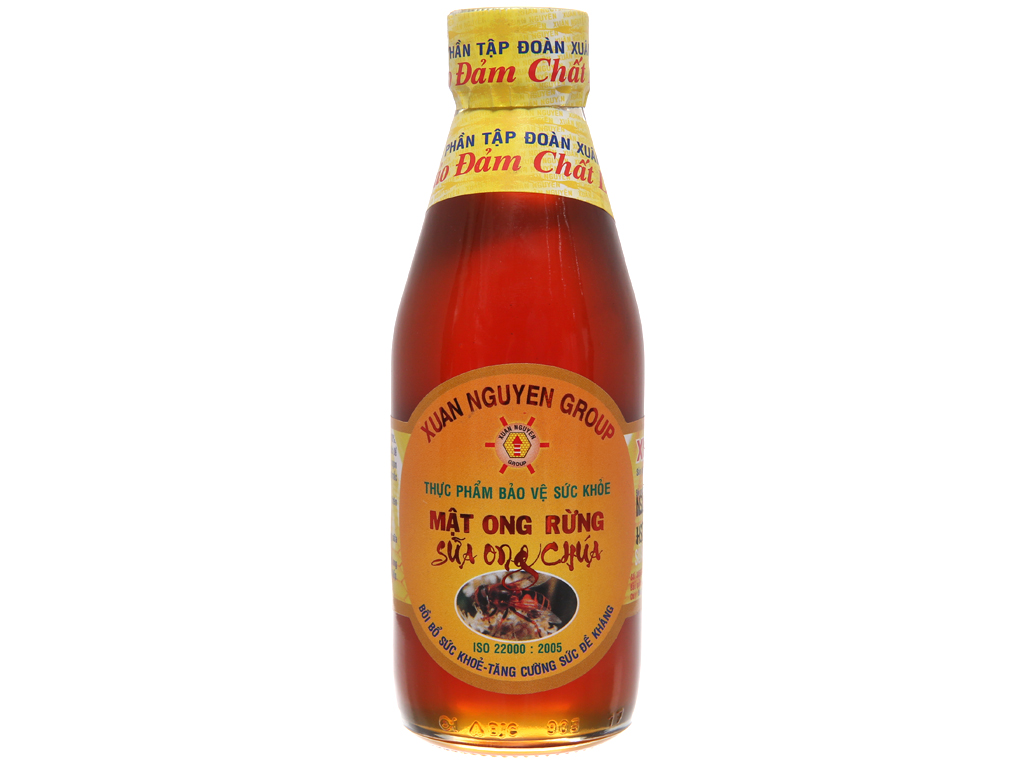 PHẦN TẬP ĐOÀN XUÂ
Đảm Chất
PHẦN TẬP ĐOÀN XUÂ
Đảm Chất
XUAN NGUYEN GROUP
XUAN NGUYEN
GROUP
THỰC PHẨM BẢO VỆ SỨC KHỎE
MẬT ONG RỪNG
SỮA ONG CHÚA
ISO 22000 : 2005
BỒI BỔ SỨC KHOẺ-TĂNG CƯỜNG SỨC ĐỀ KHÁNG